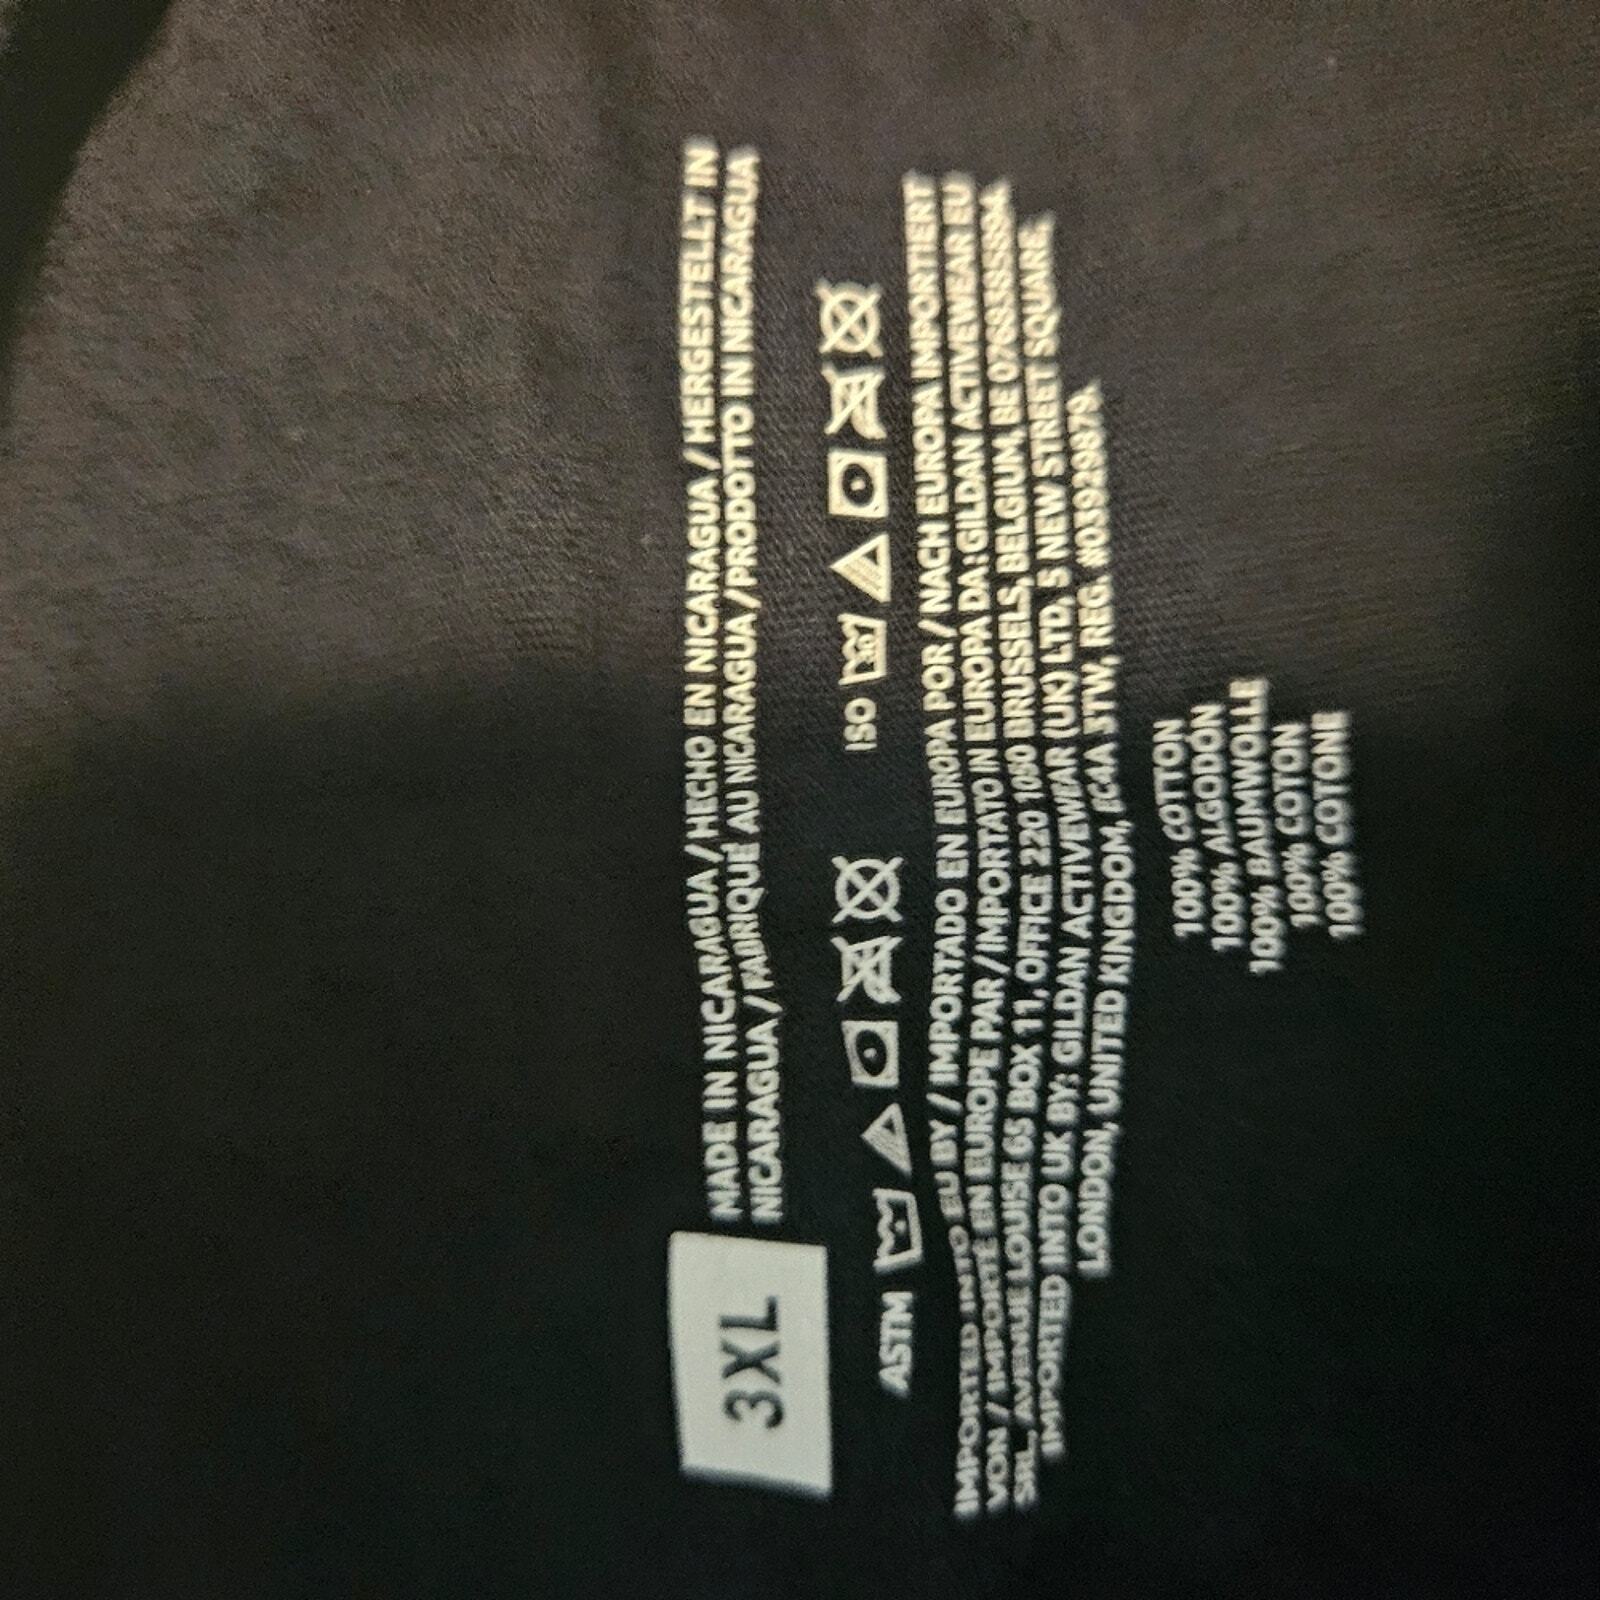 3XL
MADE IN NICARAGUA / HECHO EN NICARAGUA / HERGESTELLT IN
NICARAGUA / FABRIQUÉ AU NICARAGUA / PRODOTTO IN NICARAGUA
ASTM
ISO 30
IMPORTED INTO EU BY / IMPORTADO EN EUROPA POR / NACH EUROPA IMPORTIERT
VON / IMPORTÉ EN EUROPE PAR / IMPORTATO IN EUROPA DA: GILDAN ACTIVEWEAR EU
SRL, AVENUE LOUISE 65 BOX 11, OFFICE 220 1050 BRUSSELS, BELGIUM, BE
IMPORTED INTO UK BY: GILDAN ACTIVEWEAR (UK) LTD, 5 NEW STREET SQUARE,
LONDON, UNITED KINGDOM, EC4A 3TW, REG. #03929879.
100% COTTON
100% ALGODÓN
100% BAUMWOLLE
100% COTON
100% COTONE